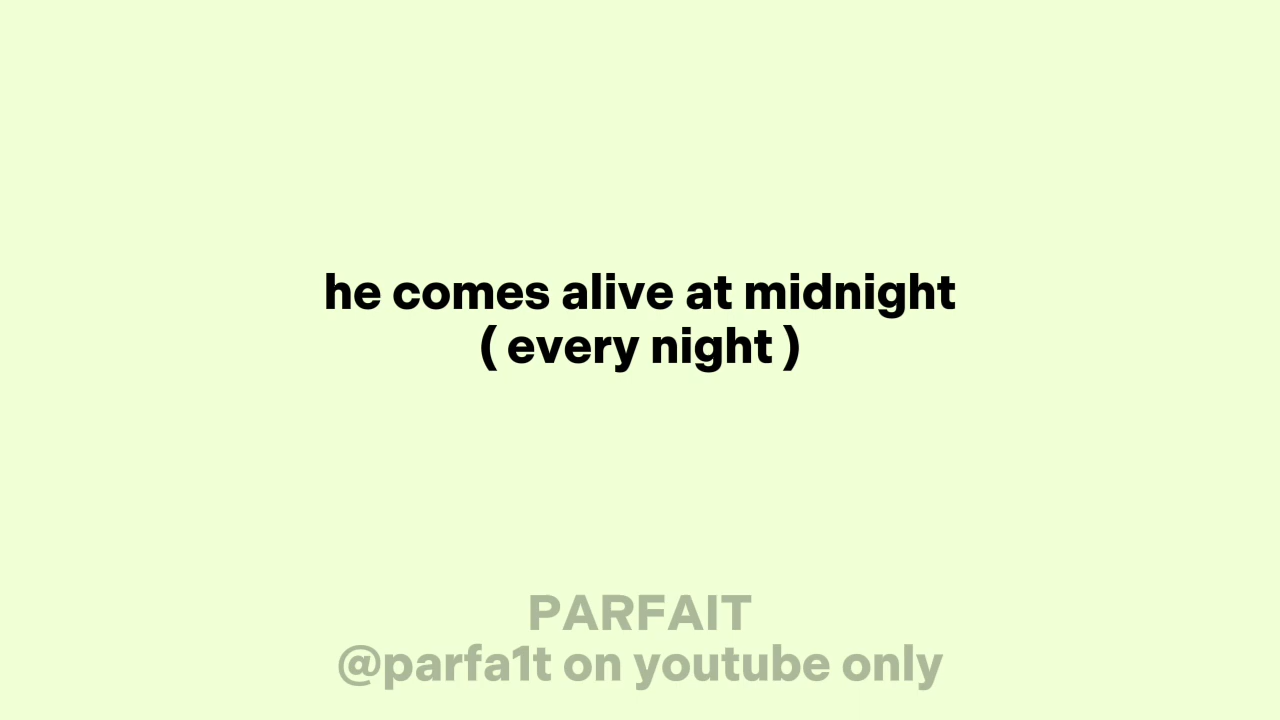 he comes alive at midnight
( every night )
PARFAIT
@parfa1t on youtube only